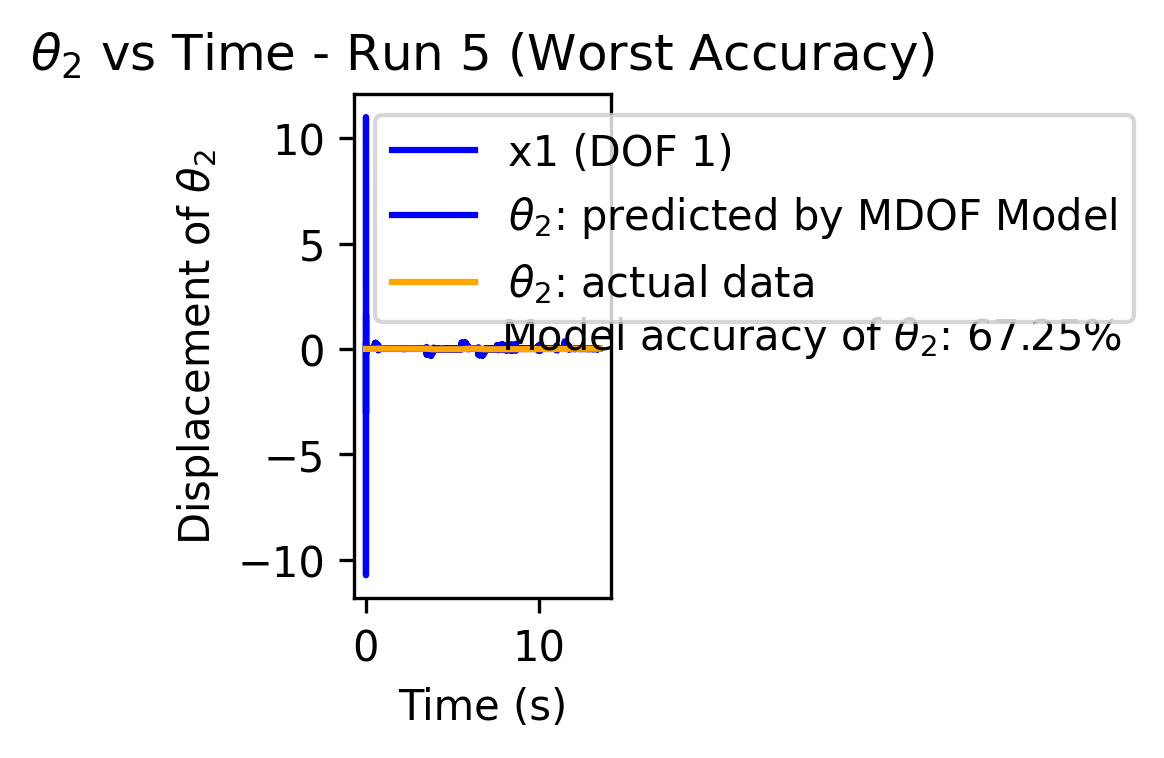 θ₂ vs Time - Run 5 (Worst Accuracy)
Displacement of θ₂
10
5
0
−5
−10
x1 (DOF 1)
θ₂: predicted by MDOF Model
θ₂: actual data
Model accuracy of θ₂: 67.25%
0
10
Time (s)